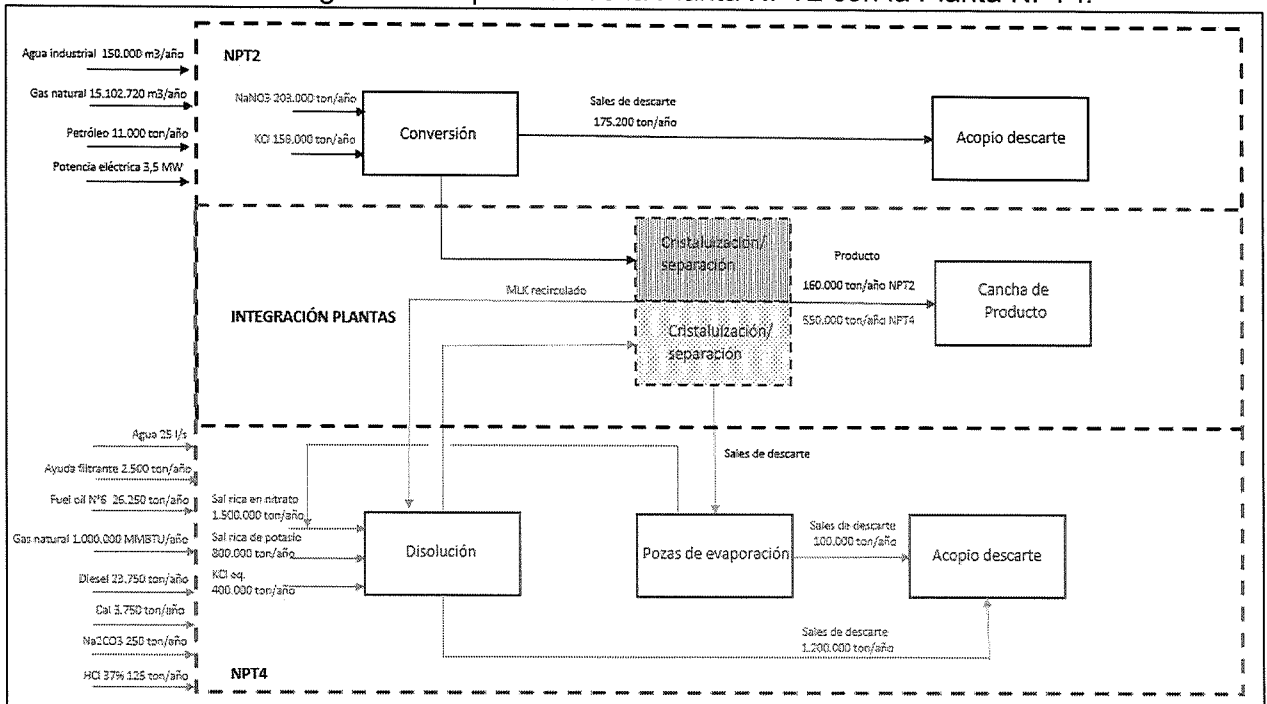 NPT2
Agua industrial 150.000 m3/año
Gas natural 15.102.720 m3/año
Petróleo 11.000 ton/año
Potencia eléctrica 3,5 MW
NaNO3 203.000 ton/año
KCl 159.000 ton/año
Conversión
Sales de descarte
175.200 ton/año
Acopio descarte
INTEGRACIÓN PLANTAS
Cristaluización/
separación
MLK recirculado
Cristaluización/
separación
Producto
160.000 ton/año NPT2
550.000 ton/año NPT4
Cancha de
Producto
Agua 25 l/s
Ayuda filtrante 2.500 ton/año
Fuel oil N°6 26.250 ton/año
Gas natural 1.000.000 MMBTU/año
Diesel 23.750 ton/año
Cal 3.750 ton/año
Na2CO3 250 ton/año
HCl 37% 125 ton/año
Sal rica en nitrato
1.500.000 ton/año
Sal rica de potasio
800.000 ton/año
KCl eq.
400.000 ton/año
Disolución
Sales de descarte
Pozas de evaporación
Sales de descarte
100.000 ton/año
Acopio descarte
Sales de descarte
1.200.000 ton/año
NPT4